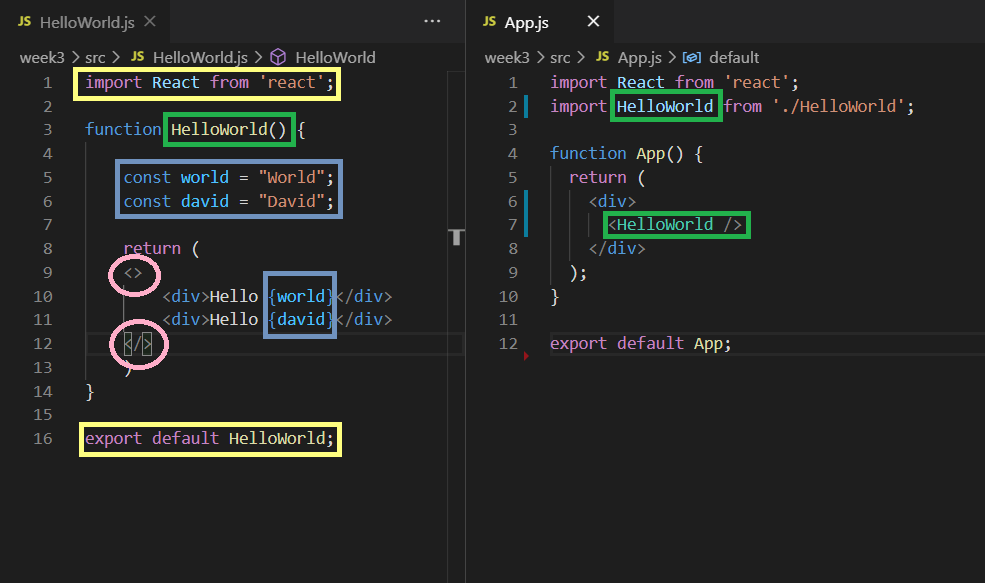 JS HelloWorld.js ×
week3 > src > JS HelloWorld.js > HelloWorld
1 import React from 'react';
2
3 function HelloWorld() {
4
5 const world = "World";
6 const david = "David";
7
8 return (
9 <>
10 <div>Hello {world}</div>
11 <div>Hello {david}</div>
12 </>
13 )
14 }
15
16 export default HelloWorld;
JS App.js ×
week3 > src > JS App.js > default
1 import React from 'react';
2 import HelloWorld from './HelloWorld';
3
4 function App() {
5 return (
6 <div>
7 <HelloWorld />
8 </div>
9 );
10 }
11
12 export default App;